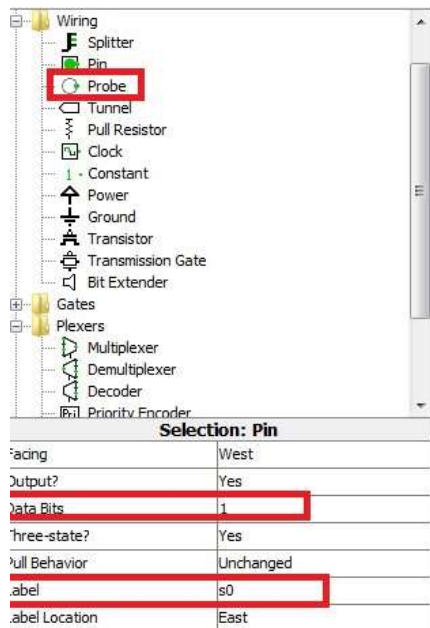 Wiring
Splitter
Pin
Probe
Tunnel
Pull Resistor
Clock
1 Constant
Power
Ground
Transistor
Transmission Gate
Bit Extender
Gates
Plexers
Multiplexer
Demultiplexer
Decoder
Pri Priority Encoder
Selection: Pin
Facing West
Output? Yes
Data Bits 1
Three-state? Yes
Pull Behavior Unchanged
Label s0
Label Location East